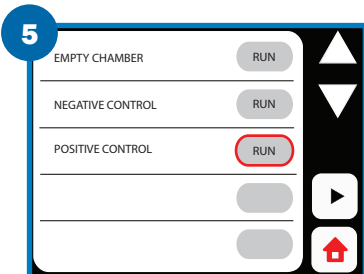 5
EMPTY CHAMBER RUN
NEGATIVE CONTROL RUN
POSITIVE CONTROL RUN